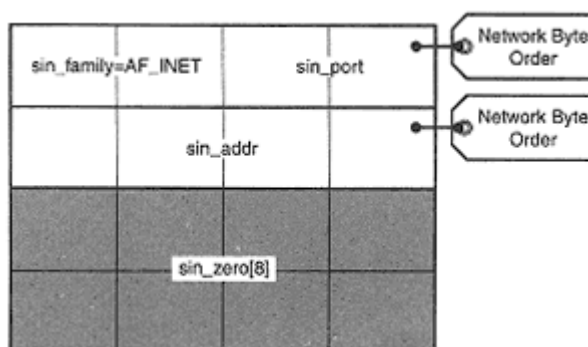 sin_family=AF_INET
sin_port
Network Byte
Order
sin_addr
Network Byte
Order
sin_zero[8]